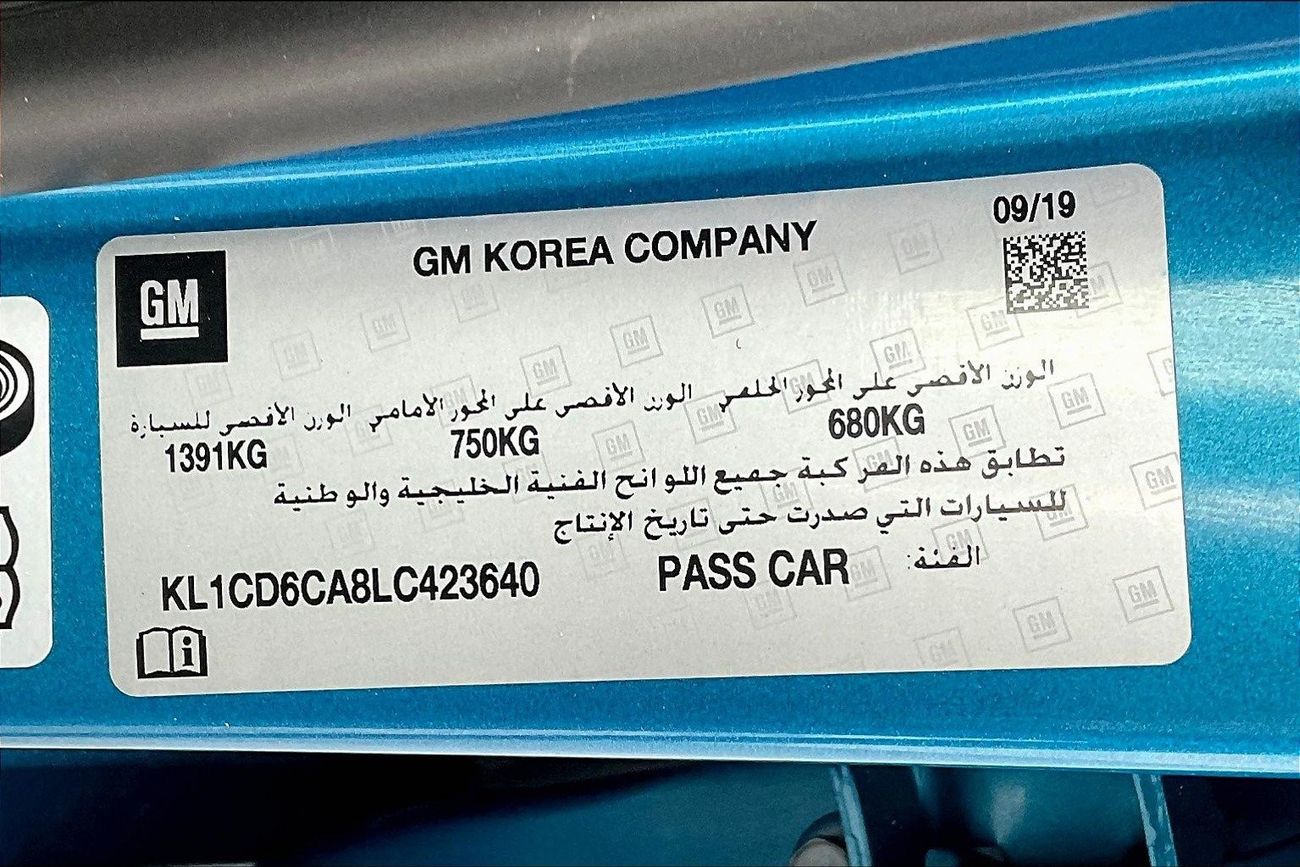 09/19
GM KOREA COMPANY
GM
الوزن الأقصى على المحور الخلفي الوزن الأقصى على المحور الأمامي الوزن الأقصى للسيارة
680KG 750KG 1391KG
تطابق هذه المركبة جميع اللوائح الفنية الخليجية والوطنية
للسيارات التي صدرت حتى تاريخ الإنتاج
الفئة: PASS CAR KL1CD6CA8LC423640